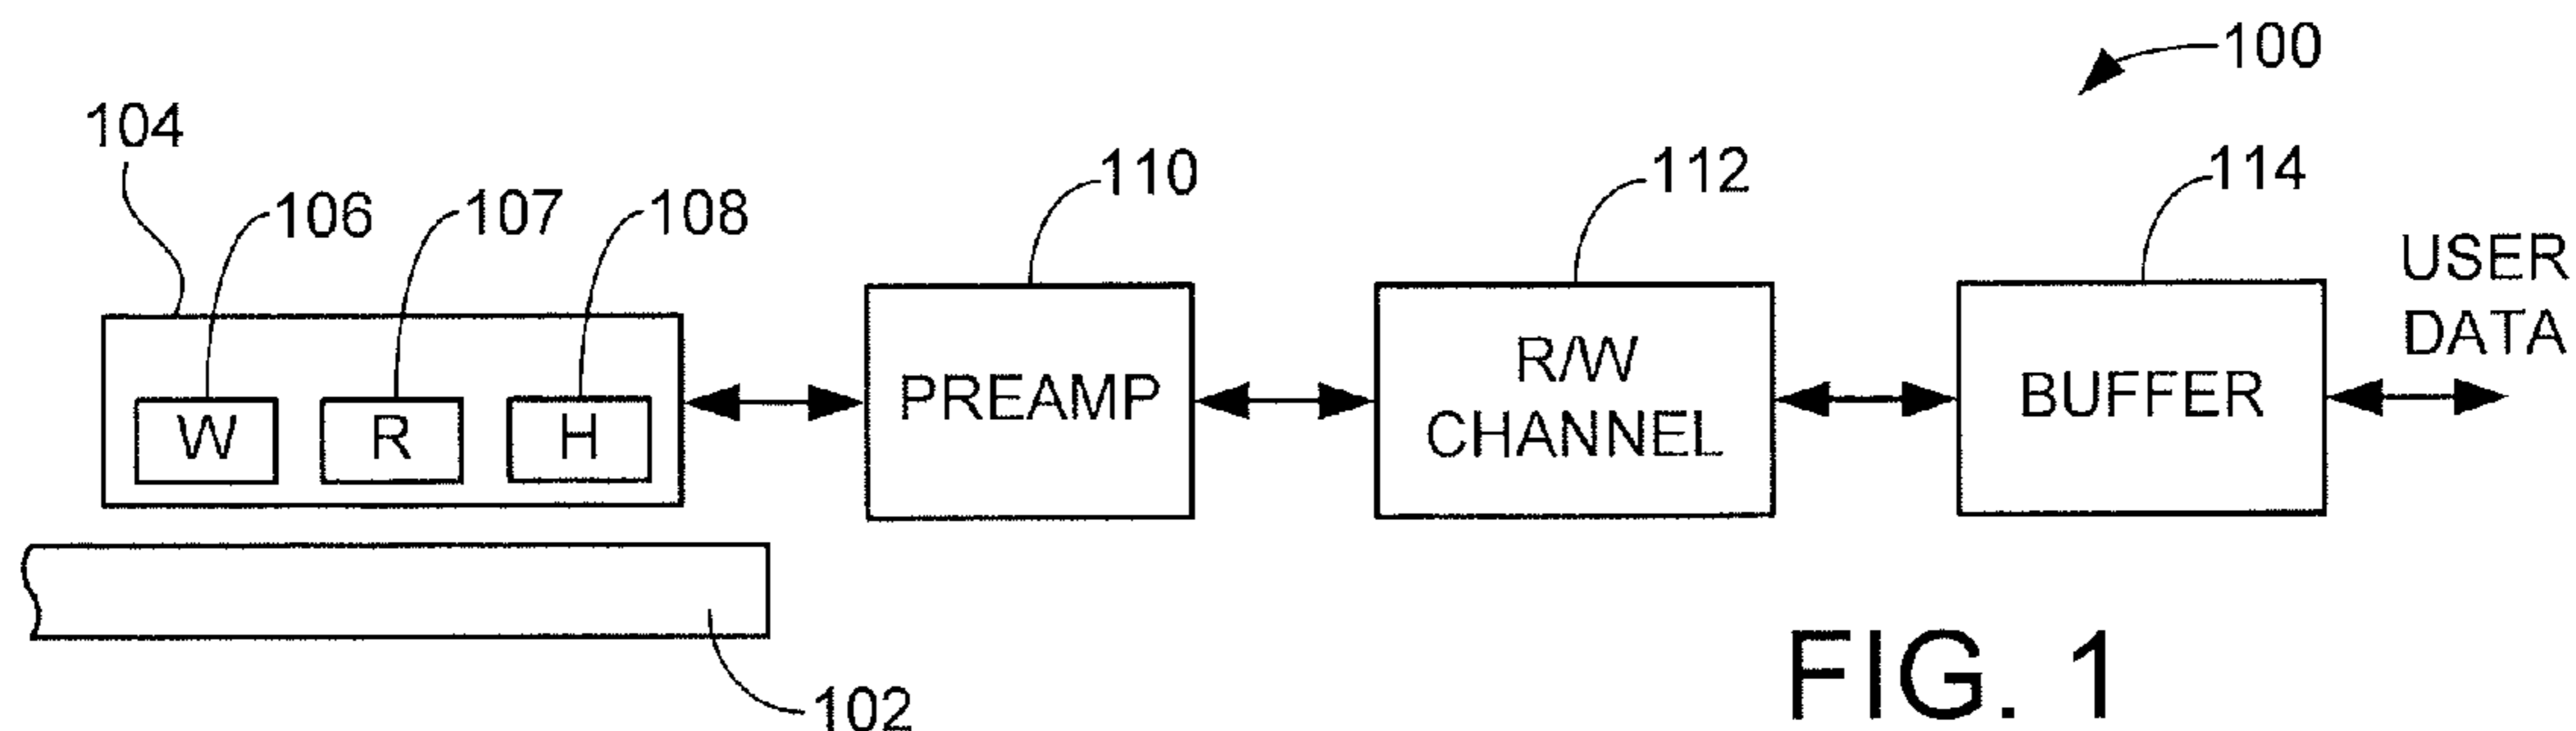 100
104
106
107
108
110
112
114
USER
DATA
W
R
H
PREAMP
R/W
CHANNEL
BUFFER
102
FIG. 1